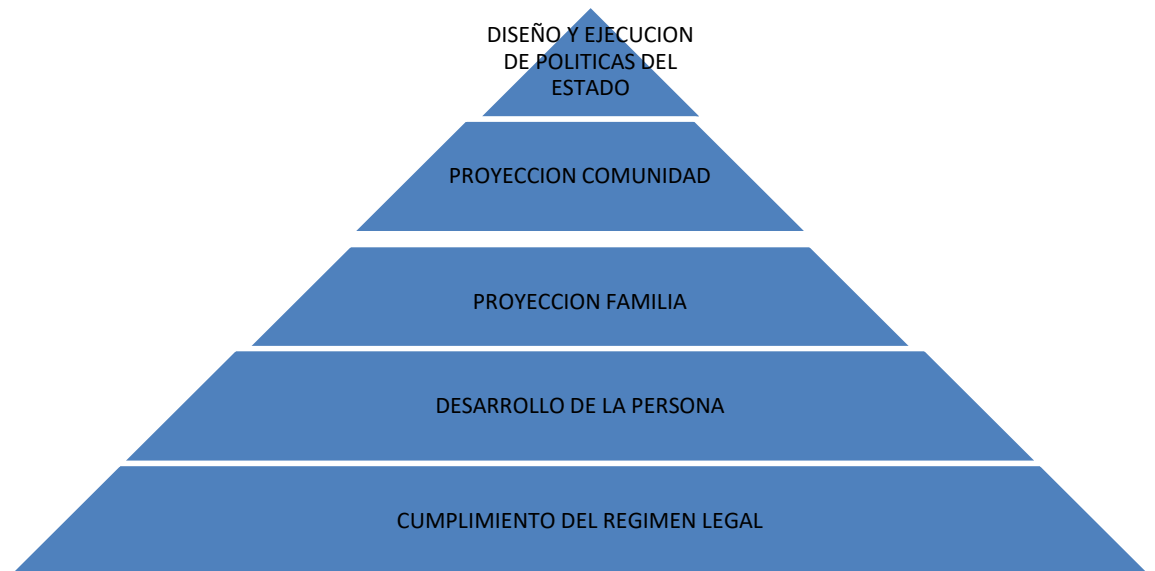 DISEÑO Y EJECUCION
DE POLITICAS DEL
ESTADO
PROYECCION COMUNIDAD
PROYECCION FAMILIA
DESARROLLO DE LA PERSONA
CUMPLIMIENTO DEL REGIMEN LEGAL